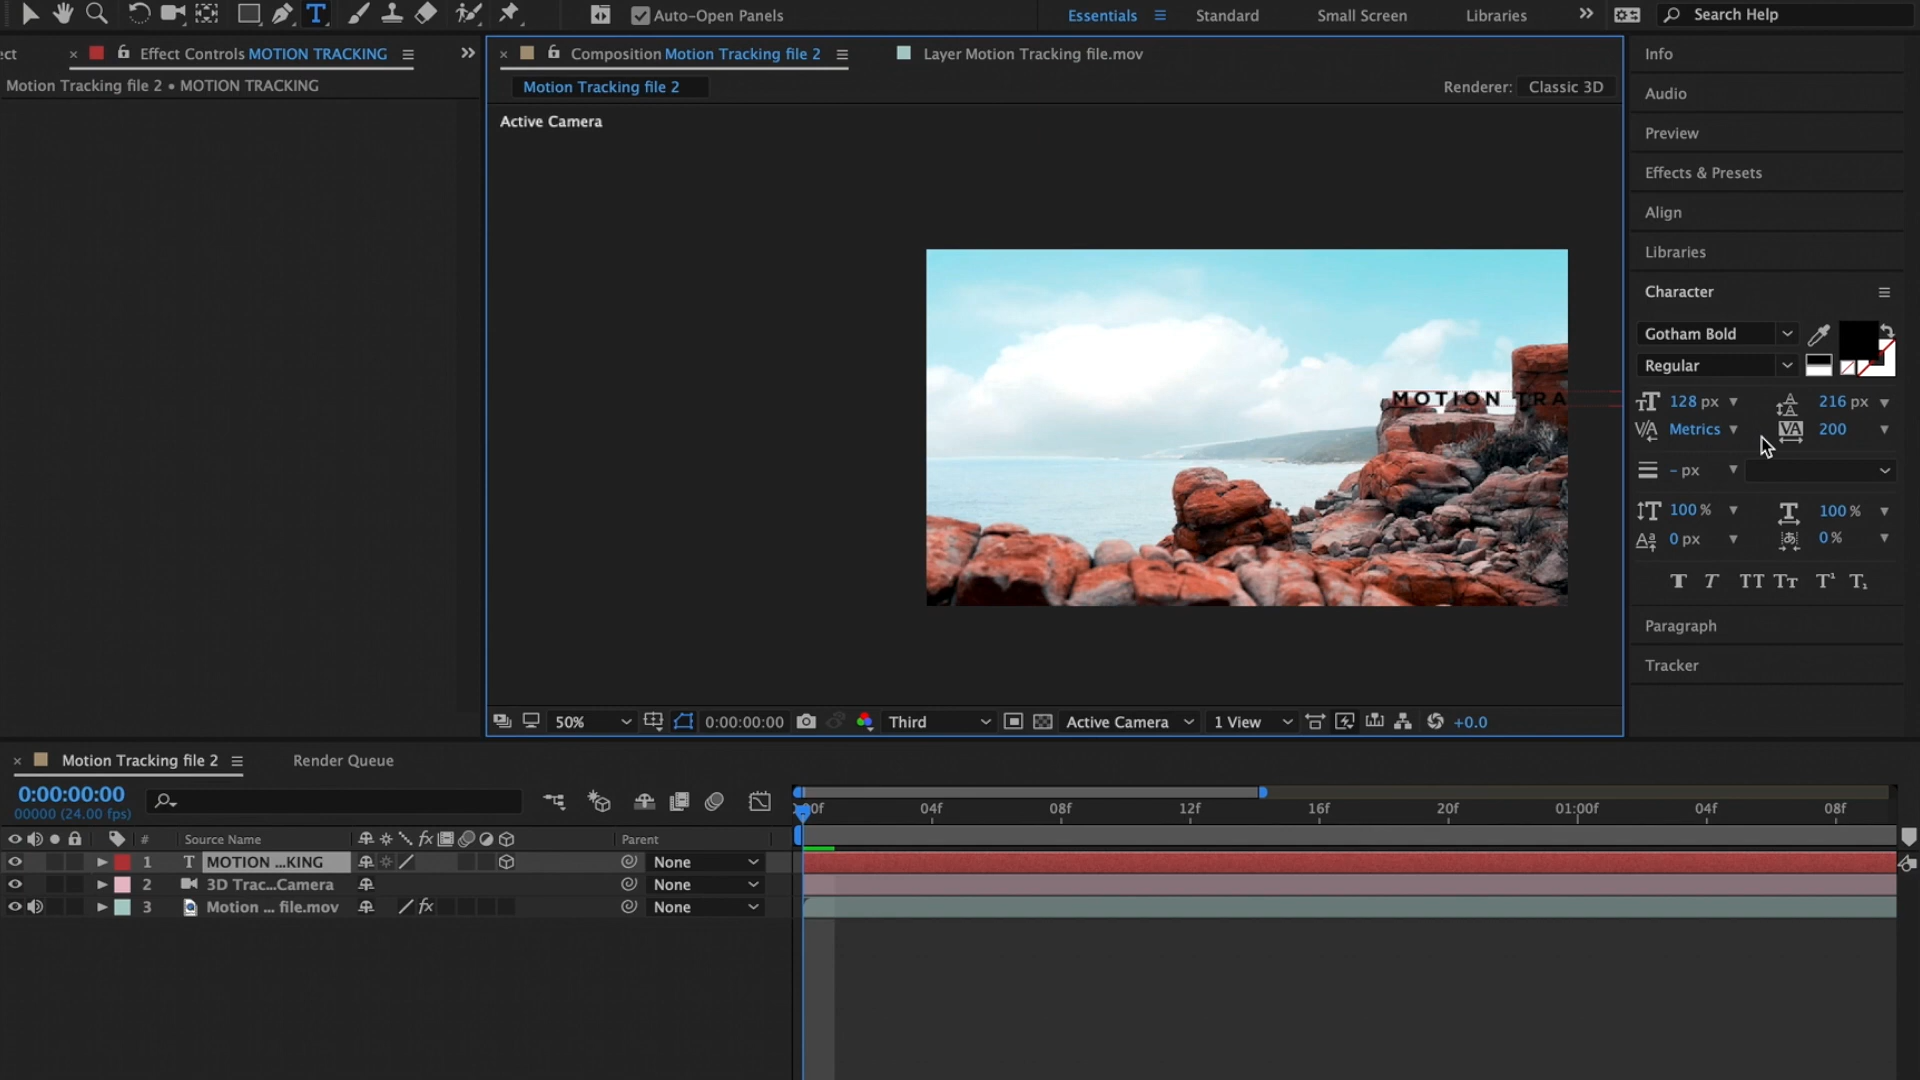 Auto-Open Panels
Essentials
Standard
Small Screen
Libraries
Search Help
ect
Effect Controls MOTION TRACKING
Motion Tracking file 2 • MOTION TRACKING
Composition Motion Tracking file 2
Layer Motion Tracking file.mov
Motion Tracking file 2
Renderer: Classic 3D
Active Camera
MOTION TRA
50%
0:00:00:00
Third
Active Camera
1 View
+0.0
Info
Audio
Preview
Effects & Presets
Align
Libraries
Character
Gotham Bold
Regular
128 px
216 px
Metrics
200
- px
100 %
100 %
0 px
0 %
Paragraph
Tracker
Motion Tracking file 2
Render Queue
0:00:00:00
00000 (24.00 fps)
:00f 04f 08f 12f 16f 20f 01:00f 04f 08f
# Source Name Parent
1 T MOTION ...KING None
2 3D Trac...Camera None
3 Motion ... file.mov fx None